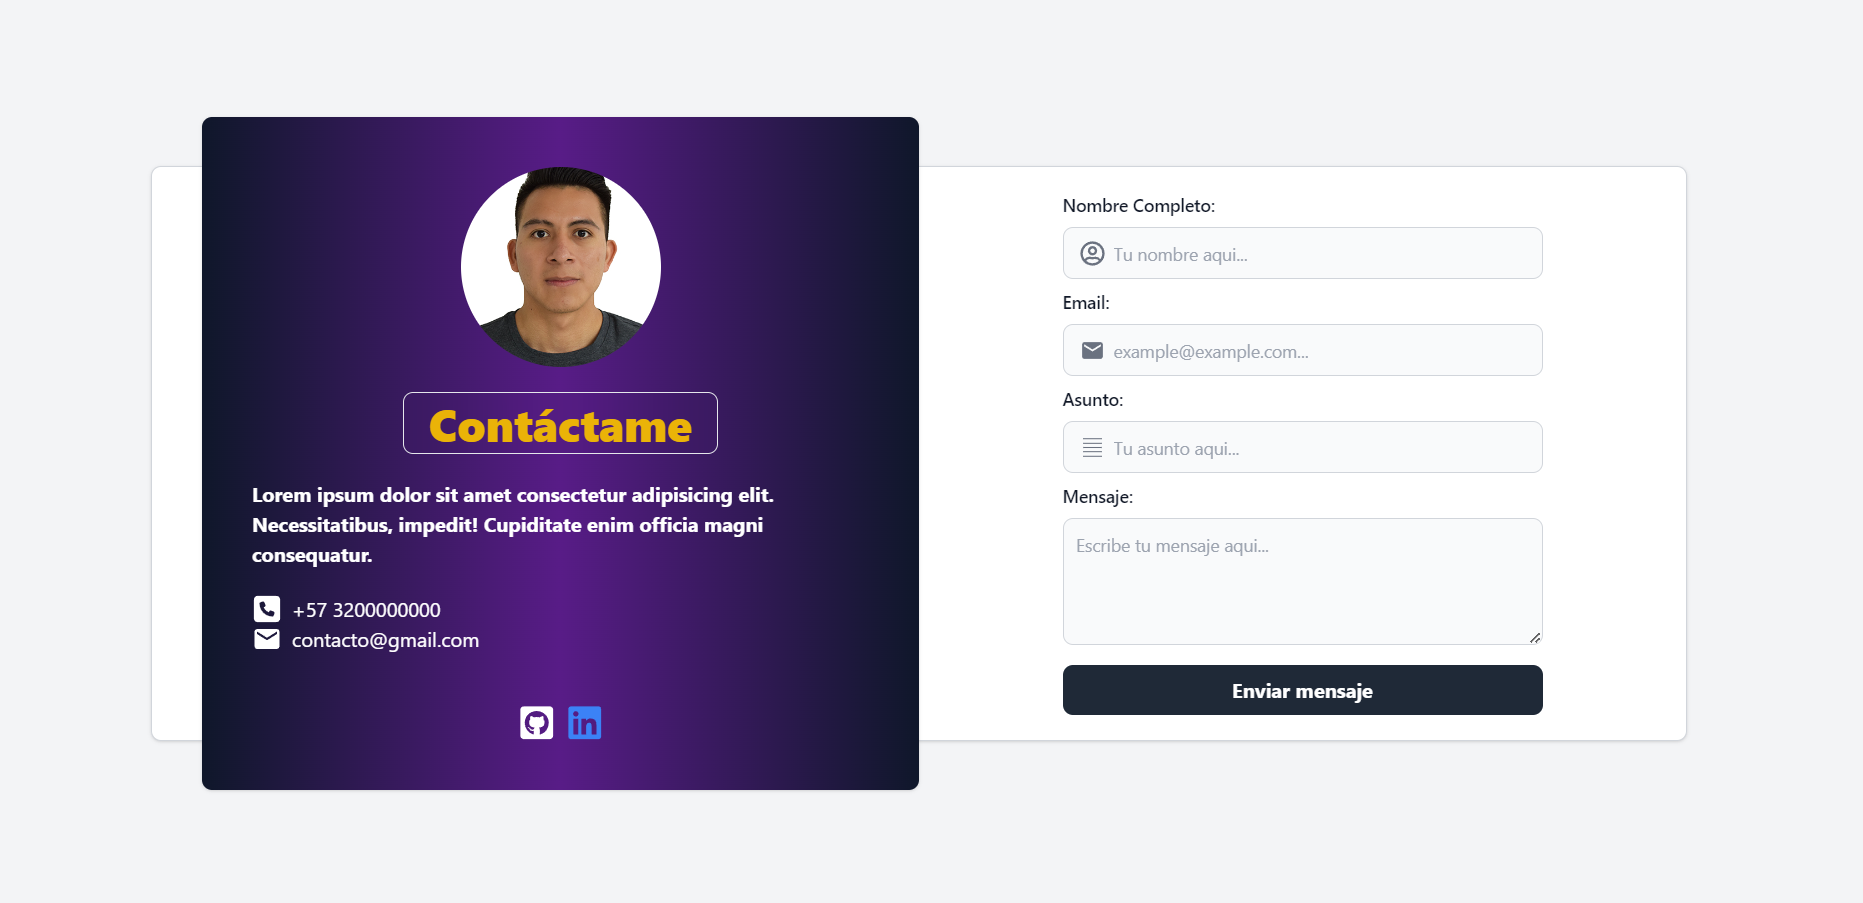 Contáctame
Lorem ipsum dolor sit amet consectetur adipisicing elit.
Necessitatibus, impedit! Cupiditate enim officia magni
consequatur.
+57 3200000000
contacto@gmail.com
in
Nombre Completo:
Tu nombre aqui...
Email:
example@example.com...
Asunto:
Tu asunto aqui...
Mensaje:
Escribe tu mensaje aqui...
Enviar mensaje